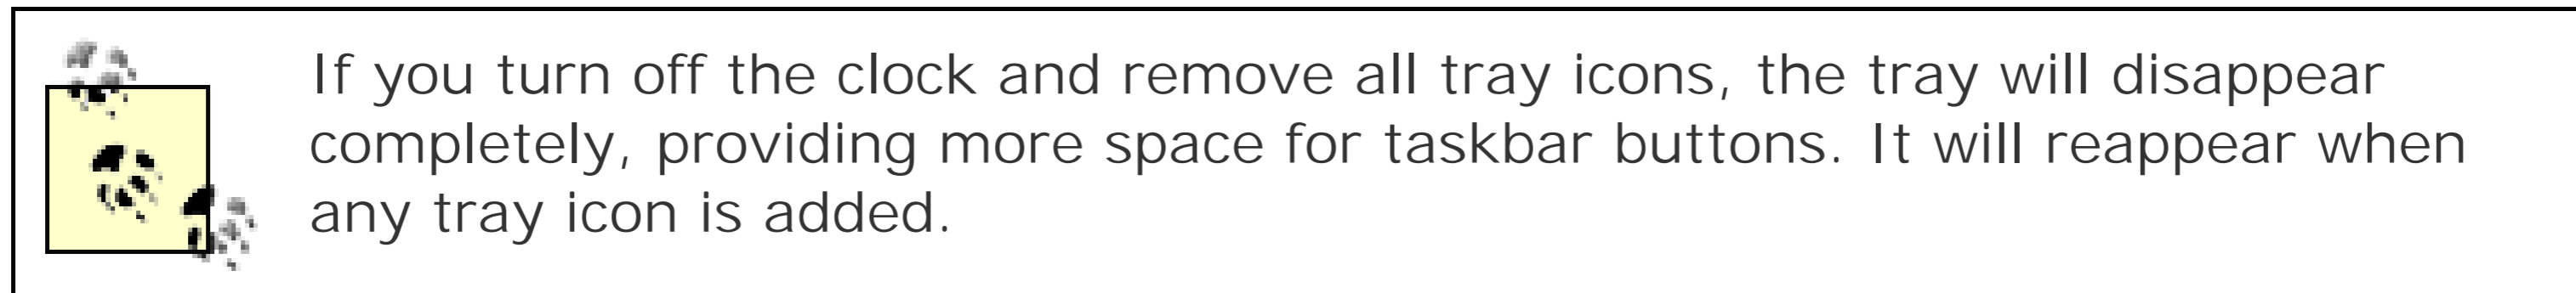 If you turn off the clock and remove all tray icons, the tray will disappear
completely, providing more space for taskbar buttons. It will reappear when
any tray icon is added.